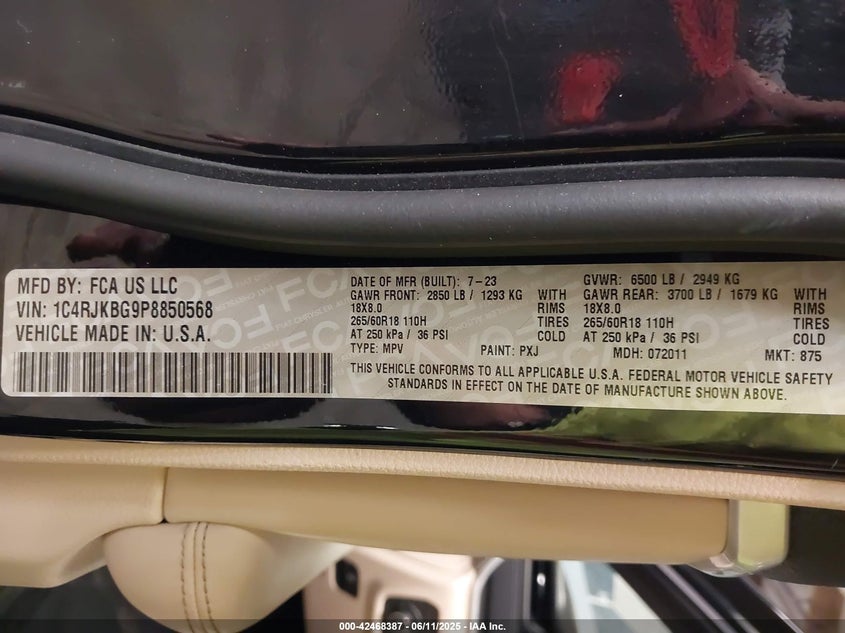 MFD BY: FCA US LLC
VIN: 1C4RJKBG9P8850568
VEHICLE MADE IN: U.S.A.
DATE OF MFR (BUILT): 7-23
GAWR FRONT: 2850 LB / 1293 KG WITH
18X8.0 RIMS
265/60R18 110H TIRES
AT 250 kPa / 36 PSI COLD
TYPE: MPV PAINT: PXJ
GVWR: 6500 LB / 2949 KG
GAWR REAR: 3700 LB / 1679 KG WITH
18X8.0 RIMS
265/60R18 110H TIRES
AT 250 kPa / 36 PSI COLD
MDH: 072011 MKT: 875
THIS VEHICLE CONFORMS TO ALL APPLICABLE U.S.A. FEDERAL MOTOR VEHICLE SAFETY
STANDARDS IN EFFECT ON THE DATE OF MANUFACTURE SHOWN ABOVE.
000-42468387 - 06/11/2025 - IAA Inc.